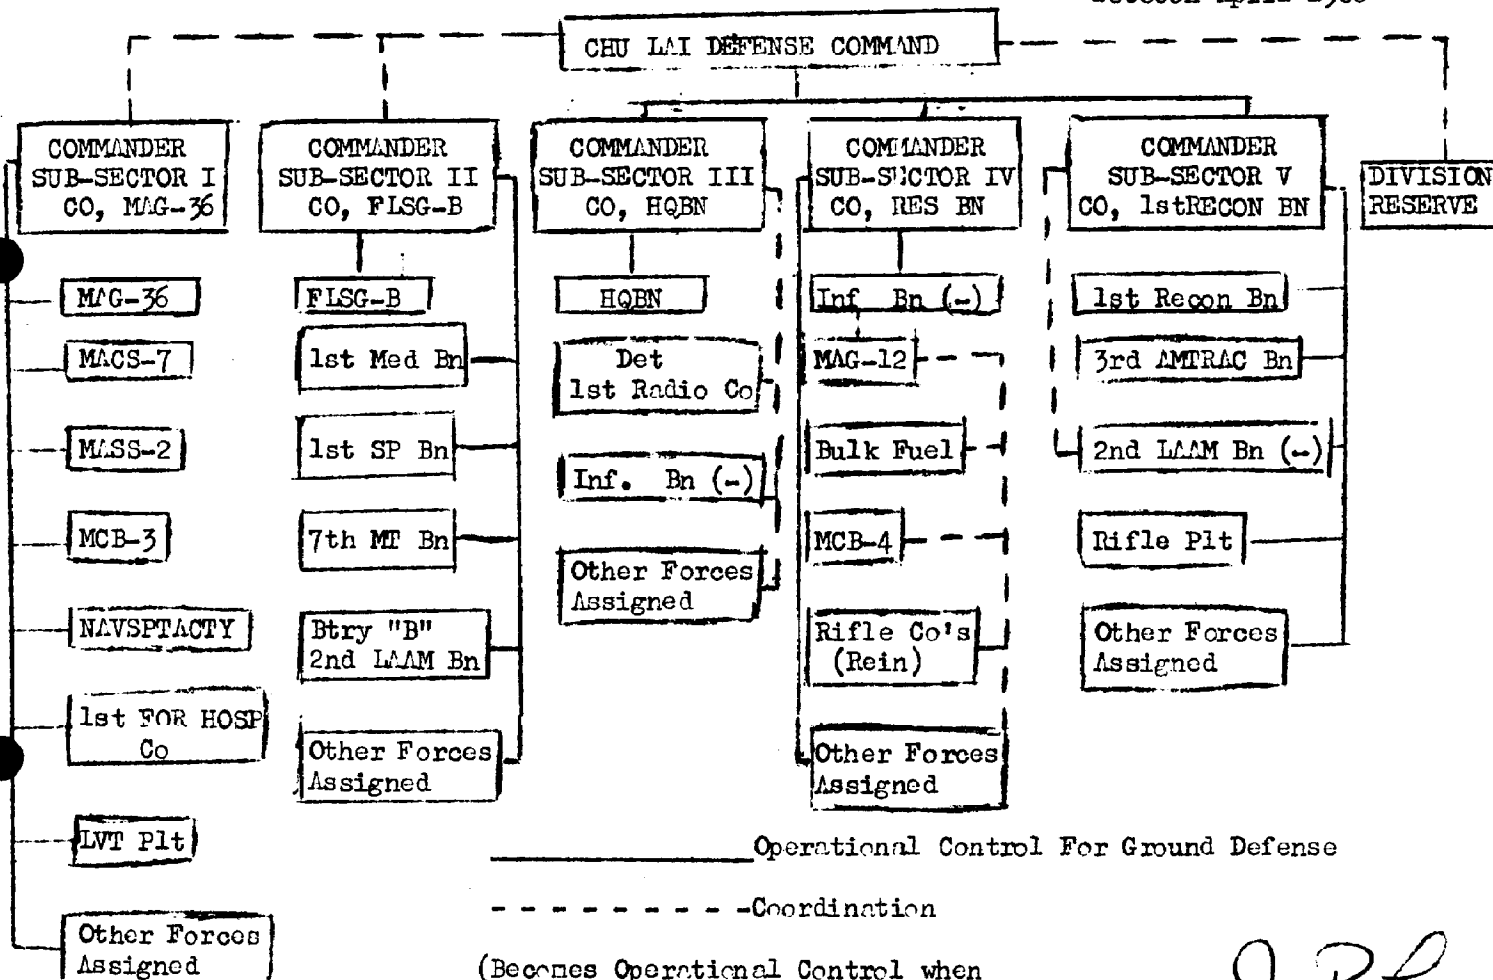 CHU LAI DEFENSE COMMAND
COMMANDER
SUB-SECTOR I
CO, MAG-36
COMMANDER
SUB-SECTOR II
CO, FLSG-B
COMMANDER
SUB-SECTOR III
CO, HQBN
COMMANDER
SUB-SECTOR IV
CO, RES BN
COMMANDER
SUB-SECTOR V
CO, 1stRECON BN
DIVISION
RESERVE
MAG-36
MACS-7
MASS-2
MCB-3
NAVSPTACTY
1st FOR HOSP
Co
LVT Plt
Other Forces
Assigned
FLSG-B
1st Med Bn
1st SP Bn
7th MT Bn
Btry "B"
2nd LAAM Bn
Other Forces
Assigned
HQBN
Det
1st Radio Co
Inf. Bn (-)
Other Forces
Assigned
Inf Bn (-)
MAG-12
Bulk Fuel
MCB-4
Rifle Co's
(Rein)
Other Forces
Assigned
1st Recon Bn
3rd AMTRAC Bn
2nd LAAM Bn (-)
Rifle Plt
Other Forces
Assigned
Operational Control For Ground Defense
Coordination
(Becomes Operational Control when